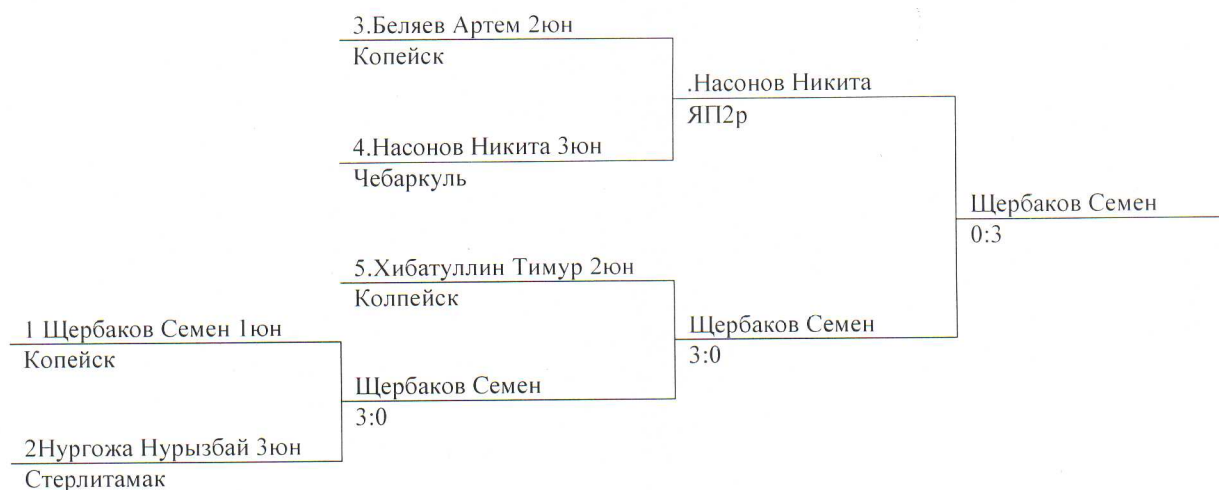 3.Беляев Артем 2юн
Копейск
.Насонов Никита
ЯП2р
4.Насонов Никита 3юн
Чебаркуль
Щербаков Семен
0:3
5.Хибатуллин Тимур 2юн
Колпейск
1 Щербаков Семен 1юн
Копейск
Щербаков Семен
3:0
Щербаков Семен
3:0
2Нургожа Нурызбай 3юн
Стерлитамак